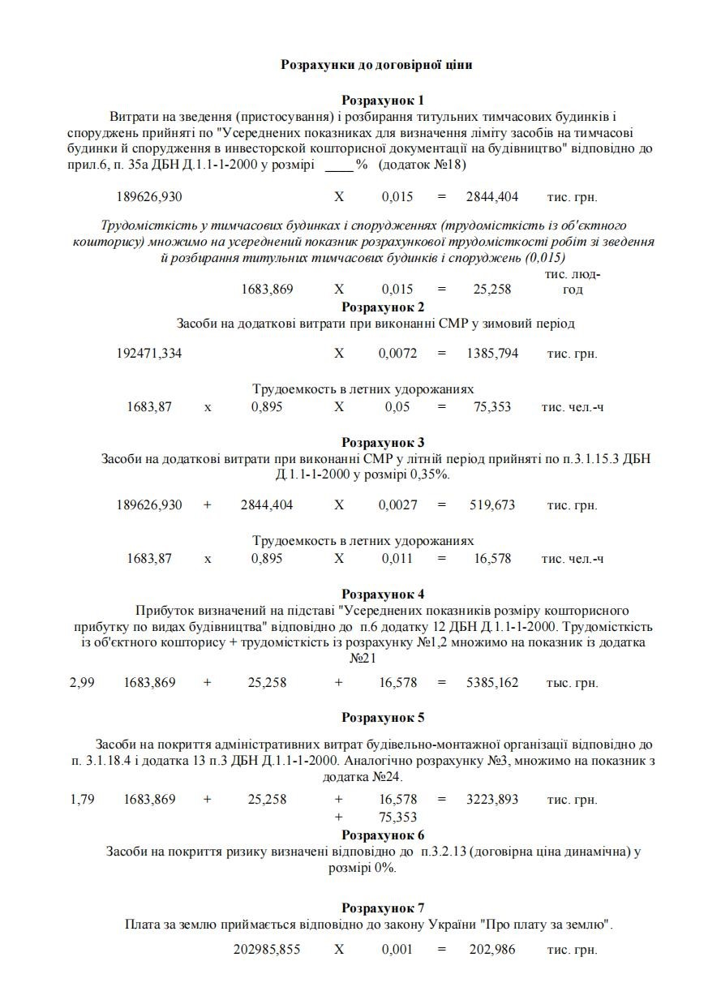 Розрахунки до договірної ціни
Розрахунок 1
Витрати на зведення (пристосування) і розбирання титульних тимчасових будинків і
споруджень прийняті по "Усереднених показниках для визначення ліміту засобів на тимчасові
будинки й спорудження в инвесторской кошторисної документації на будівництво" відповідно до
прил.6, п. 35а ДБН Д.1.1-1-2000 у розмірі ____ % (додаток №18)
189626,930 X 0,015 = 2844,404 тис. грн.
Трудомісткість у тимчасових будинках і спорудженнях (трудомісткість із об'єктного
кошторису) множимо на усереднений показник розрахункової трудомісткості робіт зі зведення
й розбирання титульних тимчасових будинків і споруджень (0,015)
тис. люд-
1683,869 X 0,015 = 25,258 год
Розрахунок 2
Засоби на додаткові витрати при виконанні СМР у зимовий період
192471,334 X 0,0072 = 1385,794 тис. грн.
Трудоемкость в летних удорожаниях
1683,87 x 0,895 X 0,05 = 75,353 тис. чел.-ч
Розрахунок 3
Засоби на додаткові витрати при виконанні СМР у літній період прийняті по п.3.1.15.3 ДБН
Д.1.1-1-2000 у розмірі 0,35%.
189626,930 + 2844,404 X 0,0027 = 519,673 тис. грн.
Трудоемкость в летних удорожаниях
1683,87 x 0,895 X 0,011 = 16,578 тис. чел.-ч
Розрахунок 4
Прибуток визначений на підставі "Усереднених показників розміру кошторисного
прибутку по видах будівництва" відповідно до п.6 додатку 12 ДБН Д.1.1-1-2000. Трудомісткість
із об'єктного кошторису + трудомісткість із розрахунку №1,2 множимо на показник із додатка
№21
2,99 1683,869 + 25,258 + 16,578 = 5385,162 тыс. грн.
Розрахунок 5
Засоби на покриття адміністративних витрат будівельно-монтажної організації відповідно до
п. 3.1.18.4 і додатка 13 п.3 ДБН Д.1.1-1-2000. Аналогічно розрахунку №3, множимо на показник з
додатка №24.
1,79 1683,869 + 25,258 + 16,578 = 3223,893 тис. грн.
+ 75,353
Розрахунок 6
Засоби на покриття ризику визначені відповідно до п.3.2.13 (договірна ціна динамічна) у
розмірі 0%.
Розрахунок 7
Плата за землю приймається відповідно до закону України "Про плату за землю".
202985,855 X 0,001 = 202,986 тис. грн.